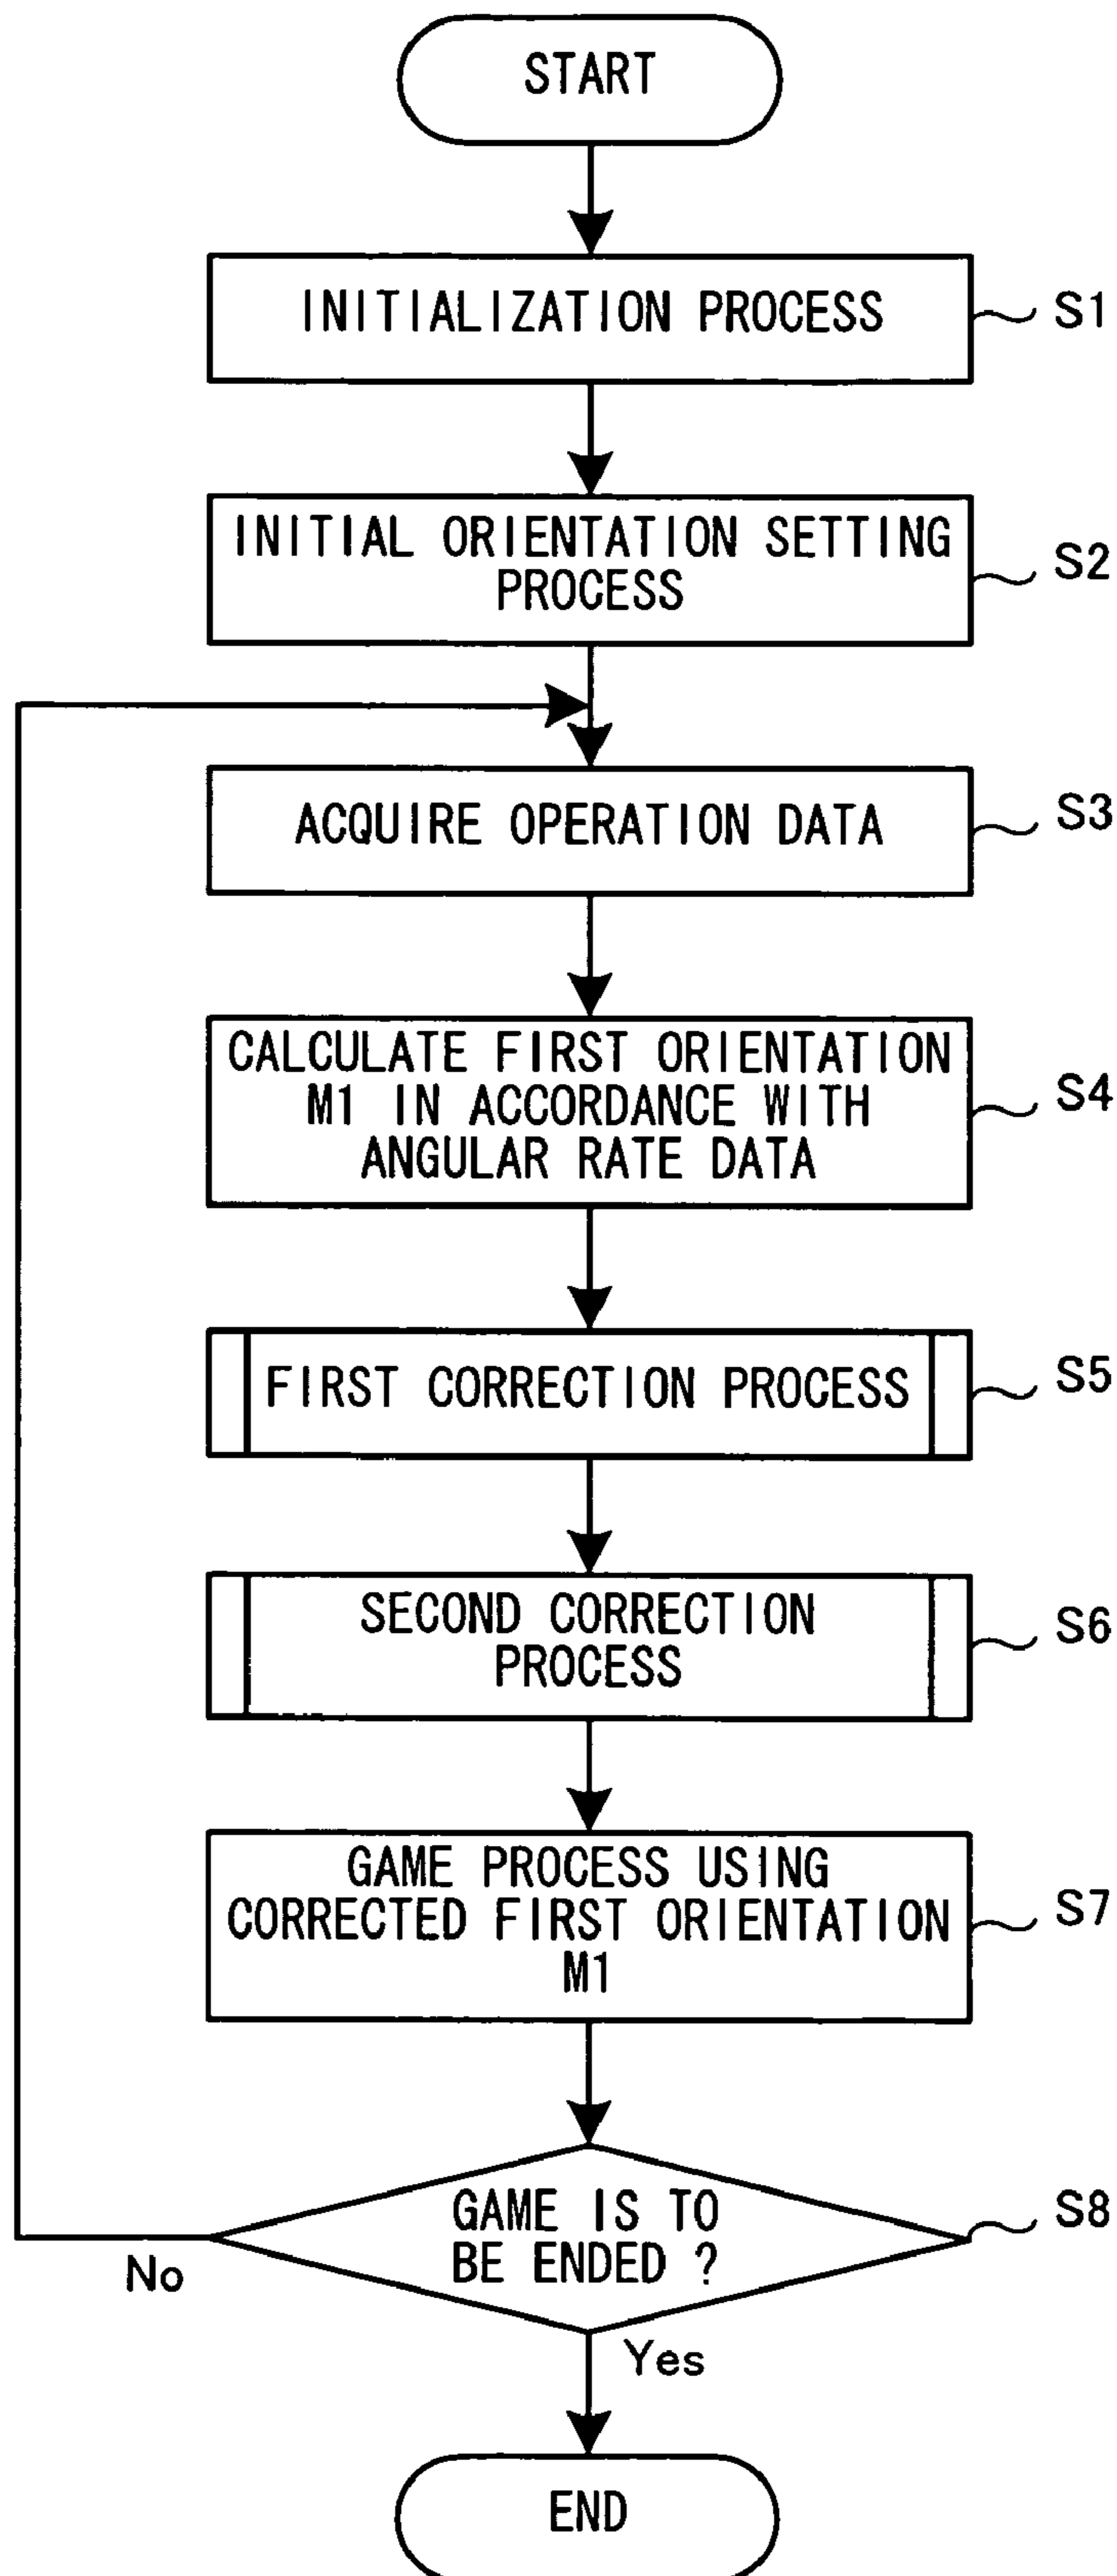 START
INITIALIZATION PROCESS
S1
INITIAL ORIENTATION SETTING
PROCESS
S2
ACQUIRE OPERATION DATA
S3
CALCULATE FIRST ORIENTATION
M1 IN ACCORDANCE WITH
ANGULAR RATE DATA
S4
FIRST CORRECTION PROCESS
S5
SECOND CORRECTION
PROCESS
S6
GAME PROCESS USING
CORRECTED FIRST ORIENTATION
M1
S7
GAME IS TO
BE ENDED ?
S8
No
Yes
END